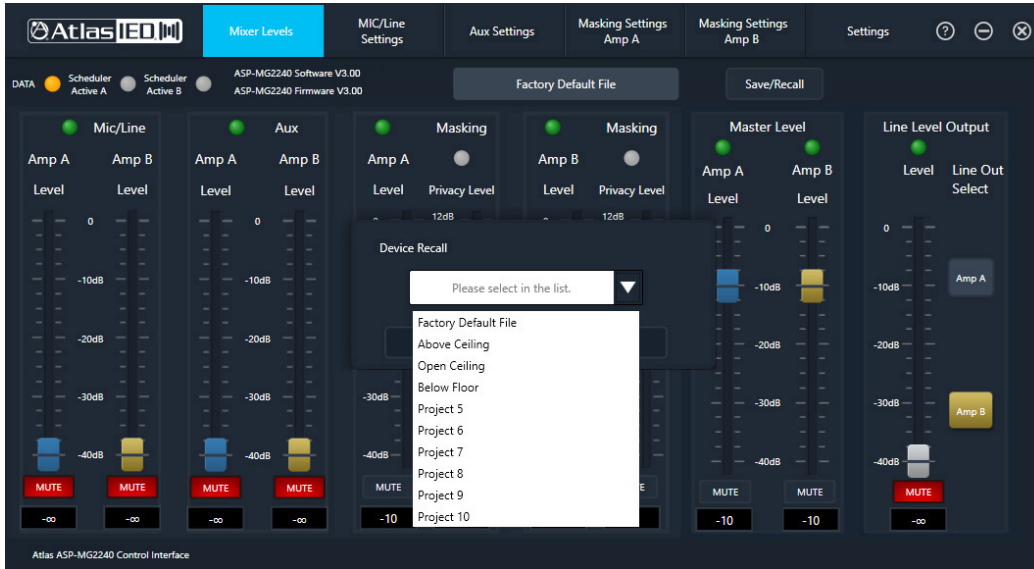 AtlasIED
Mixer Levels
MIC/Line
Settings
Aux Settings
Masking Settings
Amp A
Masking Settings
Amp B
Settings
?
DATA
Scheduler
Active A
Scheduler
Active B
ASP-MG2240 Software V3.00
ASP-MG2240 Firmware V3.00
Factory Default File
Save/Recall
Mic/Line
Amp A Amp B
Level Level
0
-10dB
-20dB
-30dB
-40dB
MUTE MUTE
-∞ -∞
Aux
Amp A Amp B
Level Level
0
-10dB
-20dB
-30dB
-40dB
MUTE MUTE
-∞ -∞
Masking
Amp A
Level Privacy Level
12dB
-30dB
-40dB
MUTE
-10
Masking
Amp B
Level Privacy Level
12dB
Device Recall
Please select in the list.
Factory Default File
Above Ceiling
Open Ceiling
Below Floor
Project 5
Project 6
Project 7
Project 8
Project 9
Project 10
Master Level
Amp A Amp B
Level Level
0
-10dB
-20dB
-30dB
-40dB
MUTE MUTE
-10 -10
Line Level Output
Level
Line Out
Select
0
-10dB
-20dB
-30dB
-40dB
Amp A
Amp B
MUTE
-∞
Atlas ASP-MG2240 Control Interface